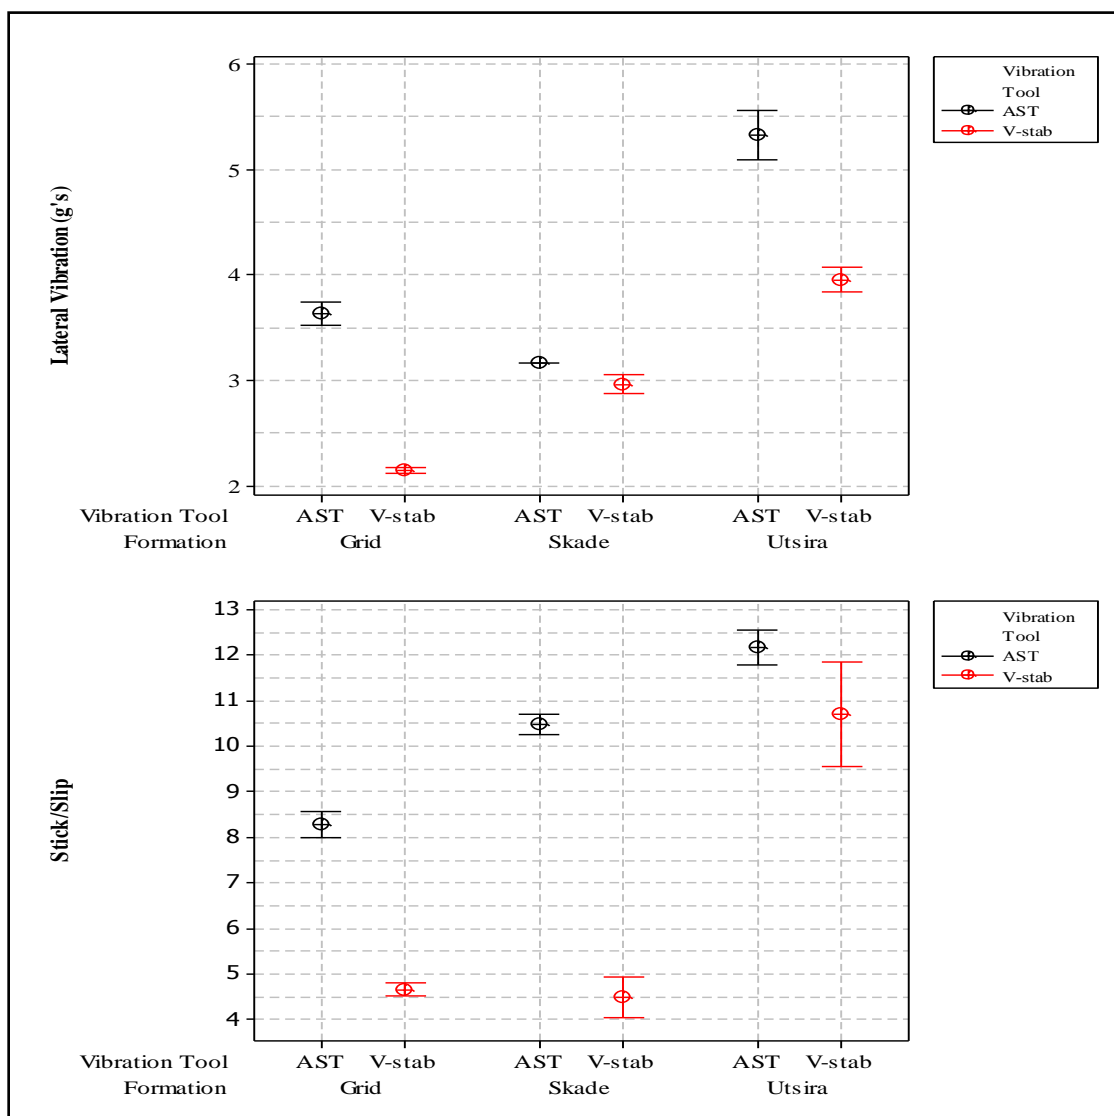 Lateral Vibration (g's)
6
5
4
3
2
Vibration Tool AST V-stab AST V-stab AST V-stab
Formation Grid Skade Utsira
Vibration
Tool
AST
V-stab
Stick/Slip
13
12
11
10
9
8
7
6
5
4
Vibration Tool AST V-stab AST V-stab AST V-stab
Formation Grid Skade Utsira
Vibration
Tool
AST
V-stab